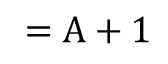 = A + 1